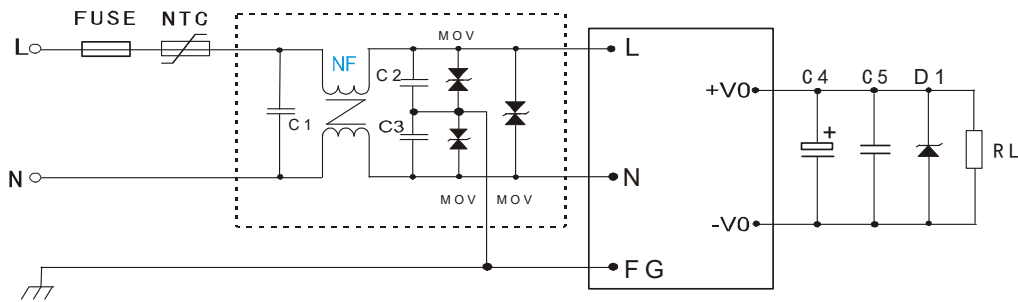 FUSE NTC
MOV
L
NF
L
C2
C4 C5 D1
+V0
C1
C3
+
RL
N
N
MOV MOV
-V0
FG